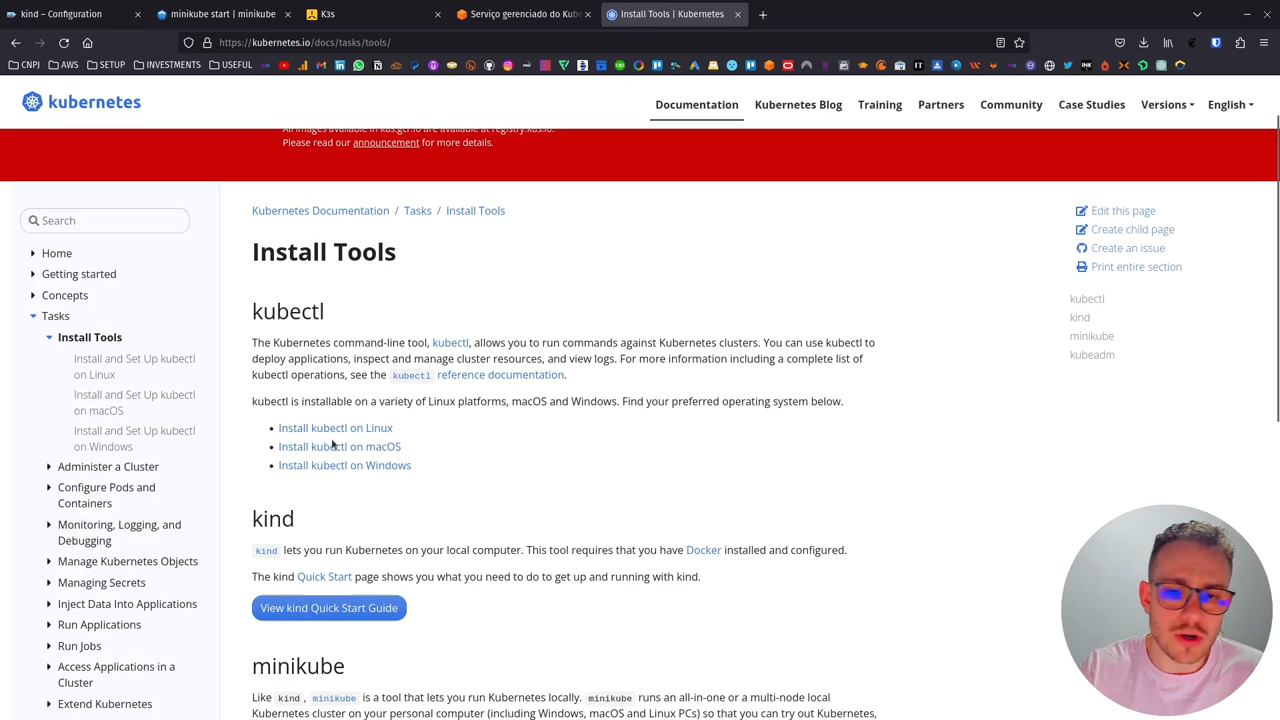 kind – Configuration
minikube start | minikube
K3s
Serviço gerenciado do Kube
Install Tools | Kubernetes
https://kubernetes.io/docs/tasks/tools/
CNPJ
AWS
SETUP
INVESTMENTS
USEFUL
kubernetes
Documentation
Kubernetes Blog
Training
Partners
Community
Case Studies
Versions
English
All images available in k8s.gcr.io are available at registry.k8s.io.
Please read our announcement for more details.
Search
Home
Getting started
Concepts
Tasks
Install Tools
Install and Set Up kubectl
on Linux
Install and Set Up kubectl
on macOS
Install and Set Up kubectl
on Windows
Administer a Cluster
Configure Pods and
Containers
Monitoring, Logging, and
Debugging
Manage Kubernetes Objects
Managing Secrets
Inject Data Into Applications
Run Applications
Run Jobs
Access Applications in a
Cluster
Extend Kubernetes
Kubernetes Documentation / Tasks / Install Tools
Install Tools
kubectl
The Kubernetes command-line tool, kubectl, allows you to run commands against Kubernetes clusters. You can use kubectl to
deploy applications, inspect and manage cluster resources, and view logs. For more information including a complete list of
kubectl operations, see the kubectl reference documentation.
kubectl is installable on a variety of Linux platforms, macOS and Windows. Find your preferred operating system below.
Install kubectl on Linux
Install kubectl on macOS
Install kubectl on Windows
kind
kind lets you run Kubernetes on your local computer. This tool requires that you have Docker installed and configured.
The kind Quick Start page shows you what you need to do to get up and running with kind.
View kind Quick Start Guide
minikube
Like kind, minikube is a tool that lets you run Kubernetes locally. minikube runs an all-in-one or a multi-node local
Kubernetes cluster on your personal computer (including Windows, macOS and Linux PCs) so that you can try out Kubernetes,
Edit this page
Create child page
Create an issue
Print entire section
kubectl
kind
minikube
kubeadm